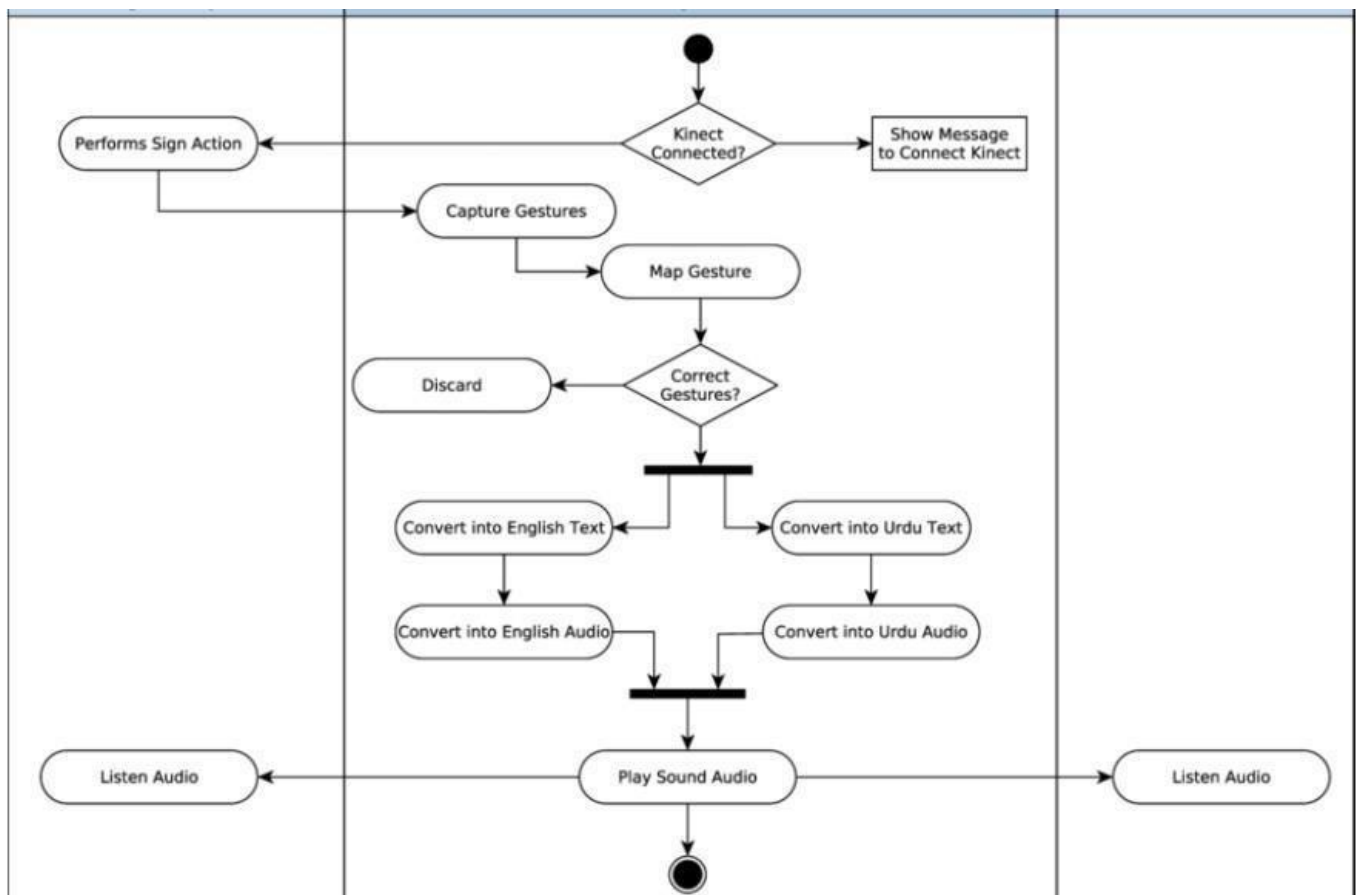 Kinect
Connected?
Performs Sign Action
Show Message
to Connect Kinect
Capture Gestures
Map Gesture
Correct
Gestures?
Discard
Convert into English Text
Convert into Urdu Text
Convert into English Audio
Convert into Urdu Audio
Listen Audio
Play Sound Audio
Listen Audio